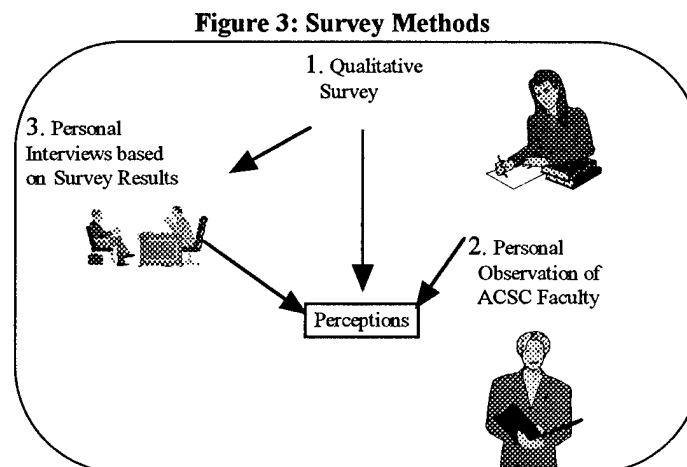 Figure 3: Survey Methods
1. Qualitative
Survey
3. Personal
Interviews based
on Survey Results
2. Personal
Observation of
ACSC Faculty
Perceptions